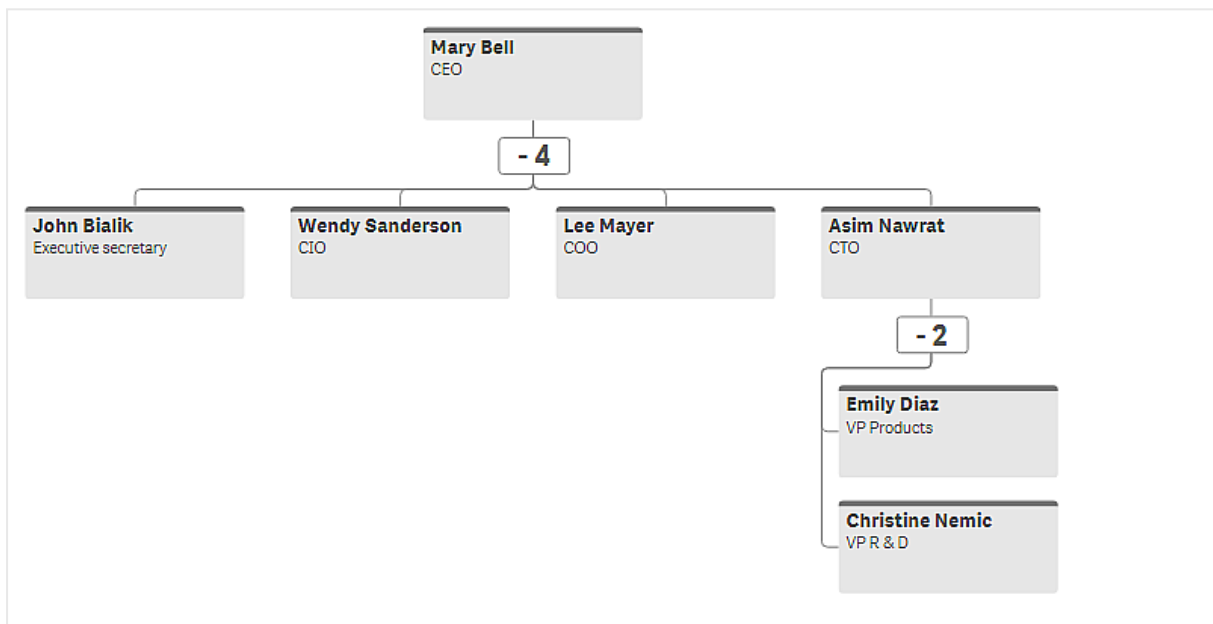 Mary Bell
CEO
- 4
John Bialik
Executive secretary
Wendy Sanderson
CIO
Lee Mayer
COO
Asim Nawrat
CTO
- 2
Emily Diaz
VP Products
Christine Nemic
VP R & D